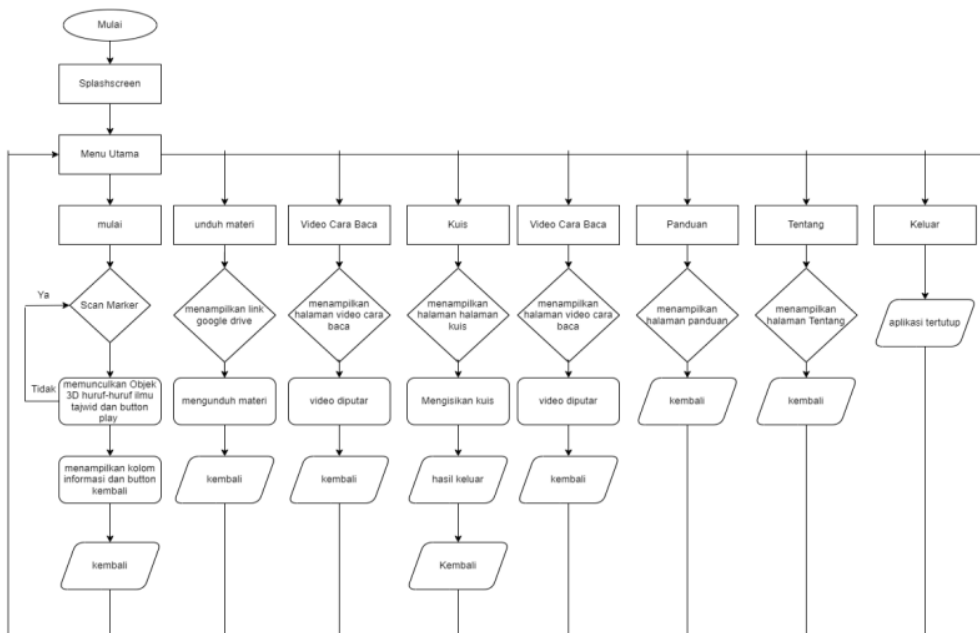 Mulai
Splashscreen
Menu Utama
mulai
unduh materi
Video Cara Baca
Kuis
Video Cara Baca
Panduan
Tentang
Keluar
Ya
Scan Marker
menampilkan link
google drive
menampilkan
halaman video cara
baca
menampilkan
halaman halaman
kuis
menampilkan
halaman video cara
baca
menampilkan
halaman panduan
menampilkan
halaman Tentang
aplikasi tertutup
Tidak
memunculkan Objek
3D huruf-huruf ilmu
tajwid dan button
play
mengunduh materi
video diputar
Mengisikan kuis
video diputar
kembali
kembali
menampilkan kolom
informasi dan button
kembali
kembali
kembali
hasil keluar
kembali
kembali
Kembali